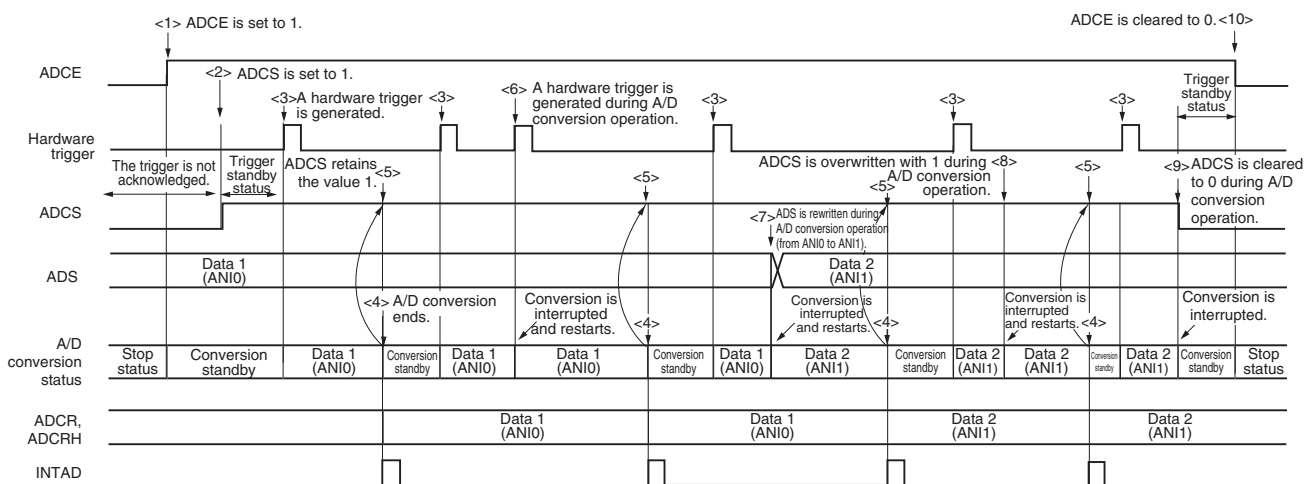 <1> ADCE is set to 1.
ADCE is cleared to 0.<10>
ADCE
<2> ADCS is set to 1.
Trigger
standby
status
<3>A hardware trigger
is generated.
<3>
<6> A hardware trigger is
generated during A/D
conversion operation.
<3>
<3>
<3>
Hardware
trigger
The trigger is not
acknowledged.
Trigger
standby
status
ADCS retains
the value 1.
<5>
<5>
ADCS is overwritten with 1 during <8>
A/D conversion
operation.
<5>
<5>
<9> ADCS is cleared
to 0 during A/D
conversion
operation.
ADCS
<7> ADS is rewritten during
A/D conversion operation
(from ANI0 to ANI1).
ADS
Data 1
(ANI0)
Data 2
(ANI1)
<4> A/D conversion
ends.
Conversion is
interrupted
and restarts.
<4>
Conversion is
interrupted
and restarts.
<4>
Conversion is
interrupted
and restarts.
<4>
Conversion is
interrupted.
A/D
conversion
status
Stop
status
Conversion
standby
Data 1
(ANI0)
Conversion
standby
Data 1
(ANI0)
Data 1
(ANI0)
Conversion
standby
Data 1
(ANI0)
Data 2
(ANI1)
Conversion
standby
Data 2
(ANI1)
Data 2
(ANI1)
Conversion
standby
Data 2
(ANI1)
Conversion
standby
Stop
status
ADCR,
ADCRH
Data 1
(ANI0)
Data 1
(ANI0)
Data 2
(ANI1)
Data 2
(ANI1)
INTAD